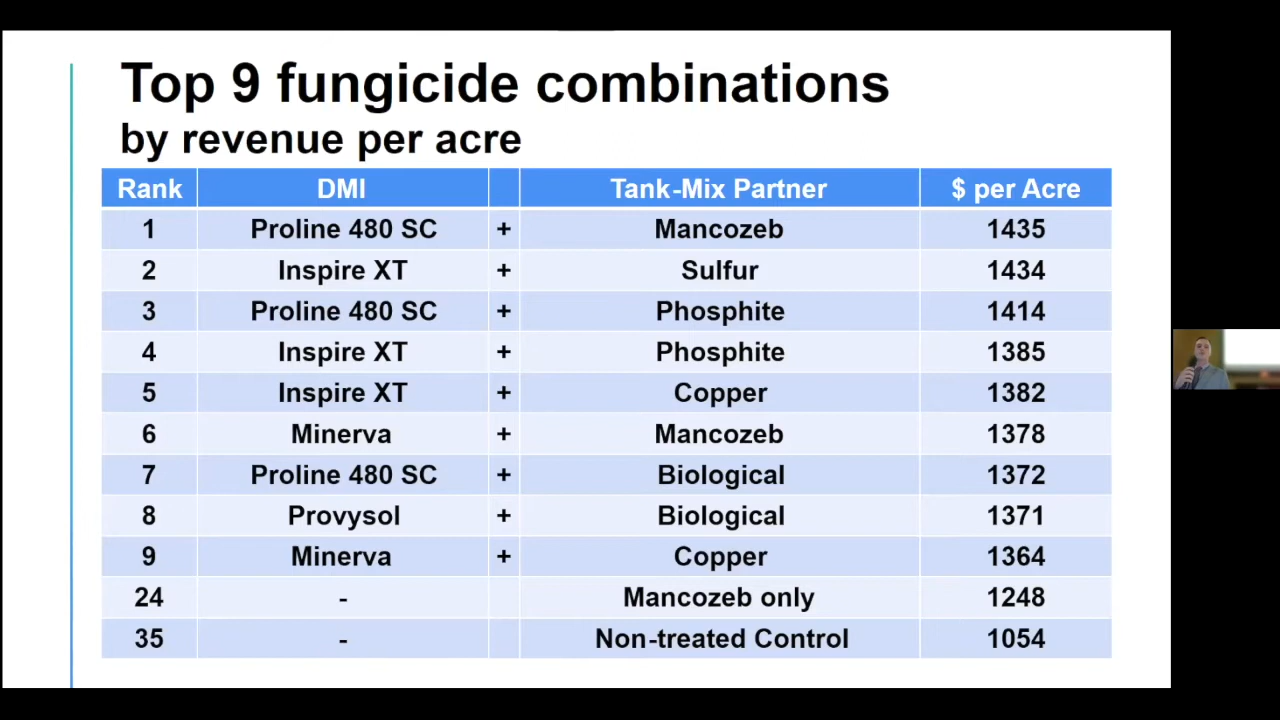 Top 9 fungicide combinations
by revenue per acre
Rank DMI Tank-Mix Partner $ per Acre
1 Proline 480 SC + Mancozeb 1435
2 Inspire XT + Sulfur 1434
3 Proline 480 SC + Phosphite 1414
4 Inspire XT + Phosphite 1385
5 Inspire XT + Copper 1382
6 Minerva + Mancozeb 1378
7 Proline 480 SC + Biological 1372
8 Provysol + Biological 1371
9 Minerva + Copper 1364
24 - Mancozeb only 1248
35 - Non-treated Control 1054